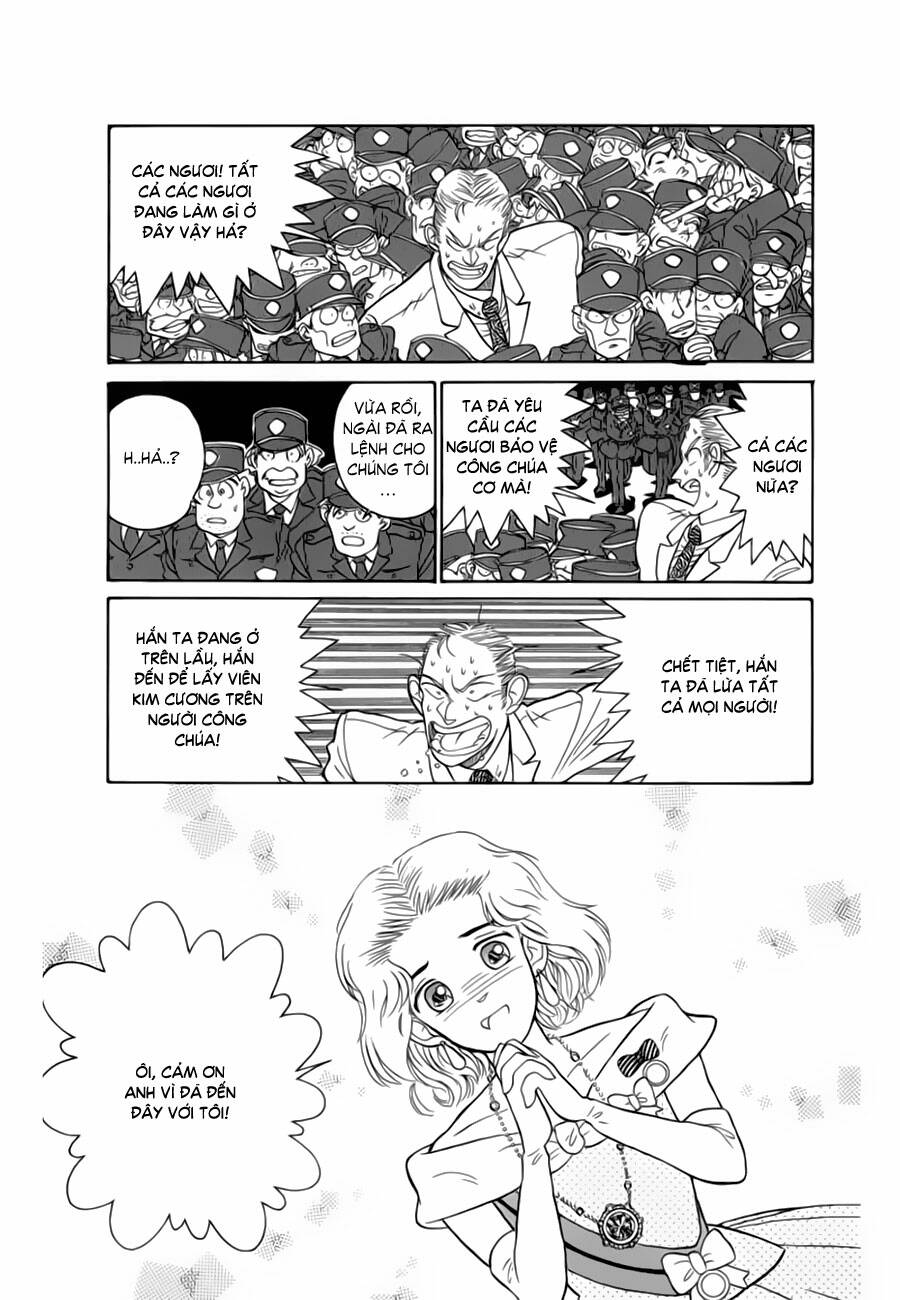 CÁC NGƯƠI! TẤT
CẢ CÁC NGƯƠI
ĐANG LÀM GÌ Ở
ĐÂY VẬY HẢ?
CẢ CÁC
NGƯƠI
NỮA?
TA ĐÃ YÊU
CẦU CÁC
NGƯƠI BẢO VỆ
CÔNG CHÚA
CƠ MÀ!
VỪA RỒI,
NGÀI ĐÃ RA
LỆNH CHO
CHÚNG TÔI
...
H..HẢ..?
CHẾT TIỆT, HẮN
TA ĐÃ LỪA TẤT
CẢ MỌI NGƯỜI!
HẮN TA ĐANG Ở
TRÊN LẦU, HẮN
ĐẾN ĐỂ LẤY VIÊN
KIM CƯƠNG TRÊN
NGƯỜI CÔNG
CHÚA!
ÔI, CẢM ƠN
ANH VÌ ĐÃ ĐẾN
ĐÂY VỚI TÔI!